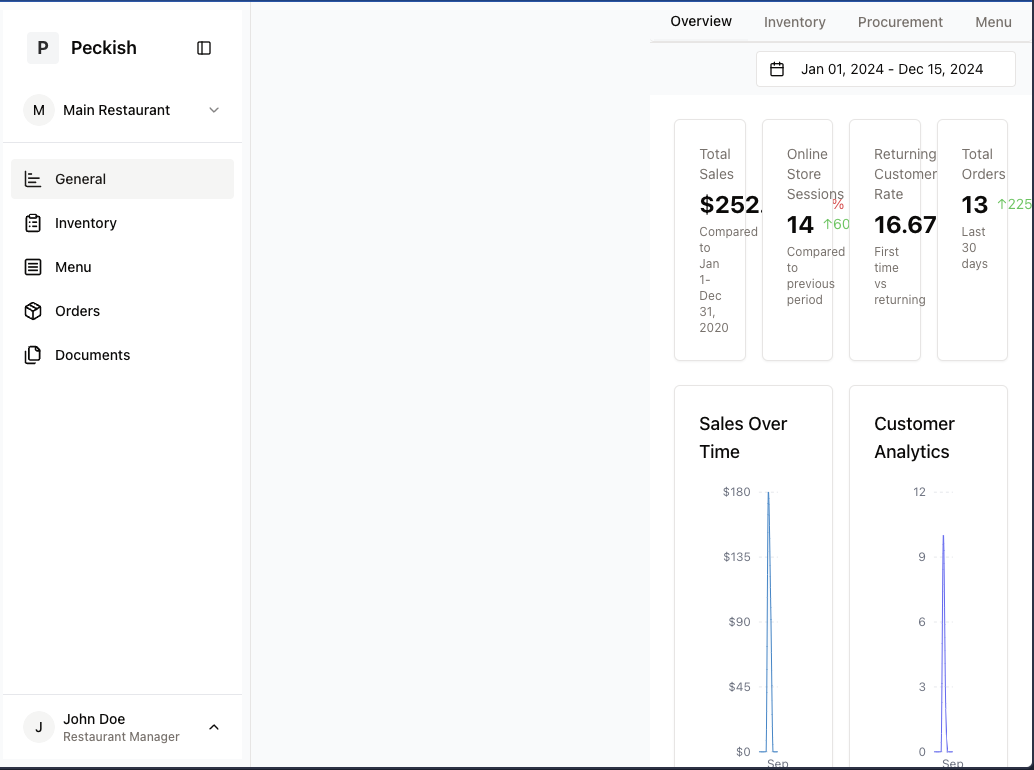 P Peckish
M Main Restaurant
General
Inventory
Menu
Orders
Documents
J John Doe
Restaurant Manager
Overview Inventory Procurement Menu
Jan 01, 2024 - Dec 15, 2024
Total
Sales
$252.
%
Compared
to
Jan
1-
Dec
31,
2020
Online
Store
Sessions
14 ↑60
Compared
to
previous
period
Returning
Customer
Rate
16.67
First
time
vs
returning
Total
Orders
13 ↑225
Last
30
days
Sales Over
Time
$180
$135
$90
$45
$0
Sep
Customer
Analytics
12
9
6
3
0
Sep